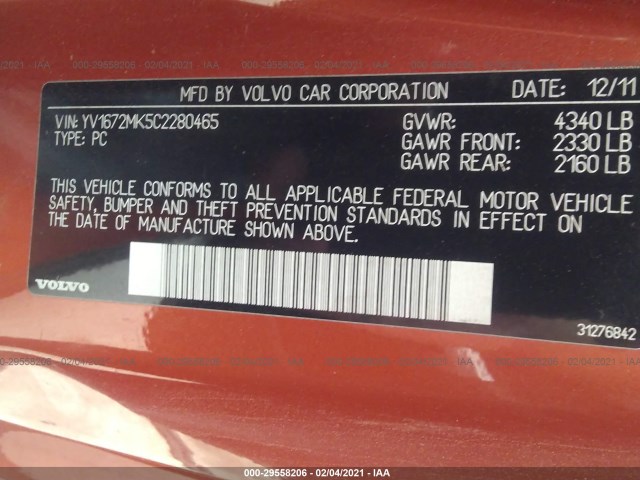 MFD BY VOLVO CAR CORPORATION DATE: 12/11
VIN: YV1672MK5C2280465 GVWR: 4340 LB
TYPE: PC GAWR FRONT: 2330 LB
GAWR REAR: 2160 LB
THIS VEHICLE CONFORMS TO ALL APPLICABLE FEDERAL MOTOR VEHICLE
SAFETY, BUMPER AND THEFT PREVENTION STANDARDS IN EFFECT ON
THE DATE OF MANUFACTURE SHOWN ABOVE.
VOLVO
31276842
000-29558206 - 02/04/2021 - IAA